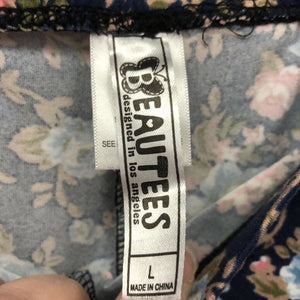 BEAUTEES
designed in los angeles
L
MADE IN CHINA
SEE